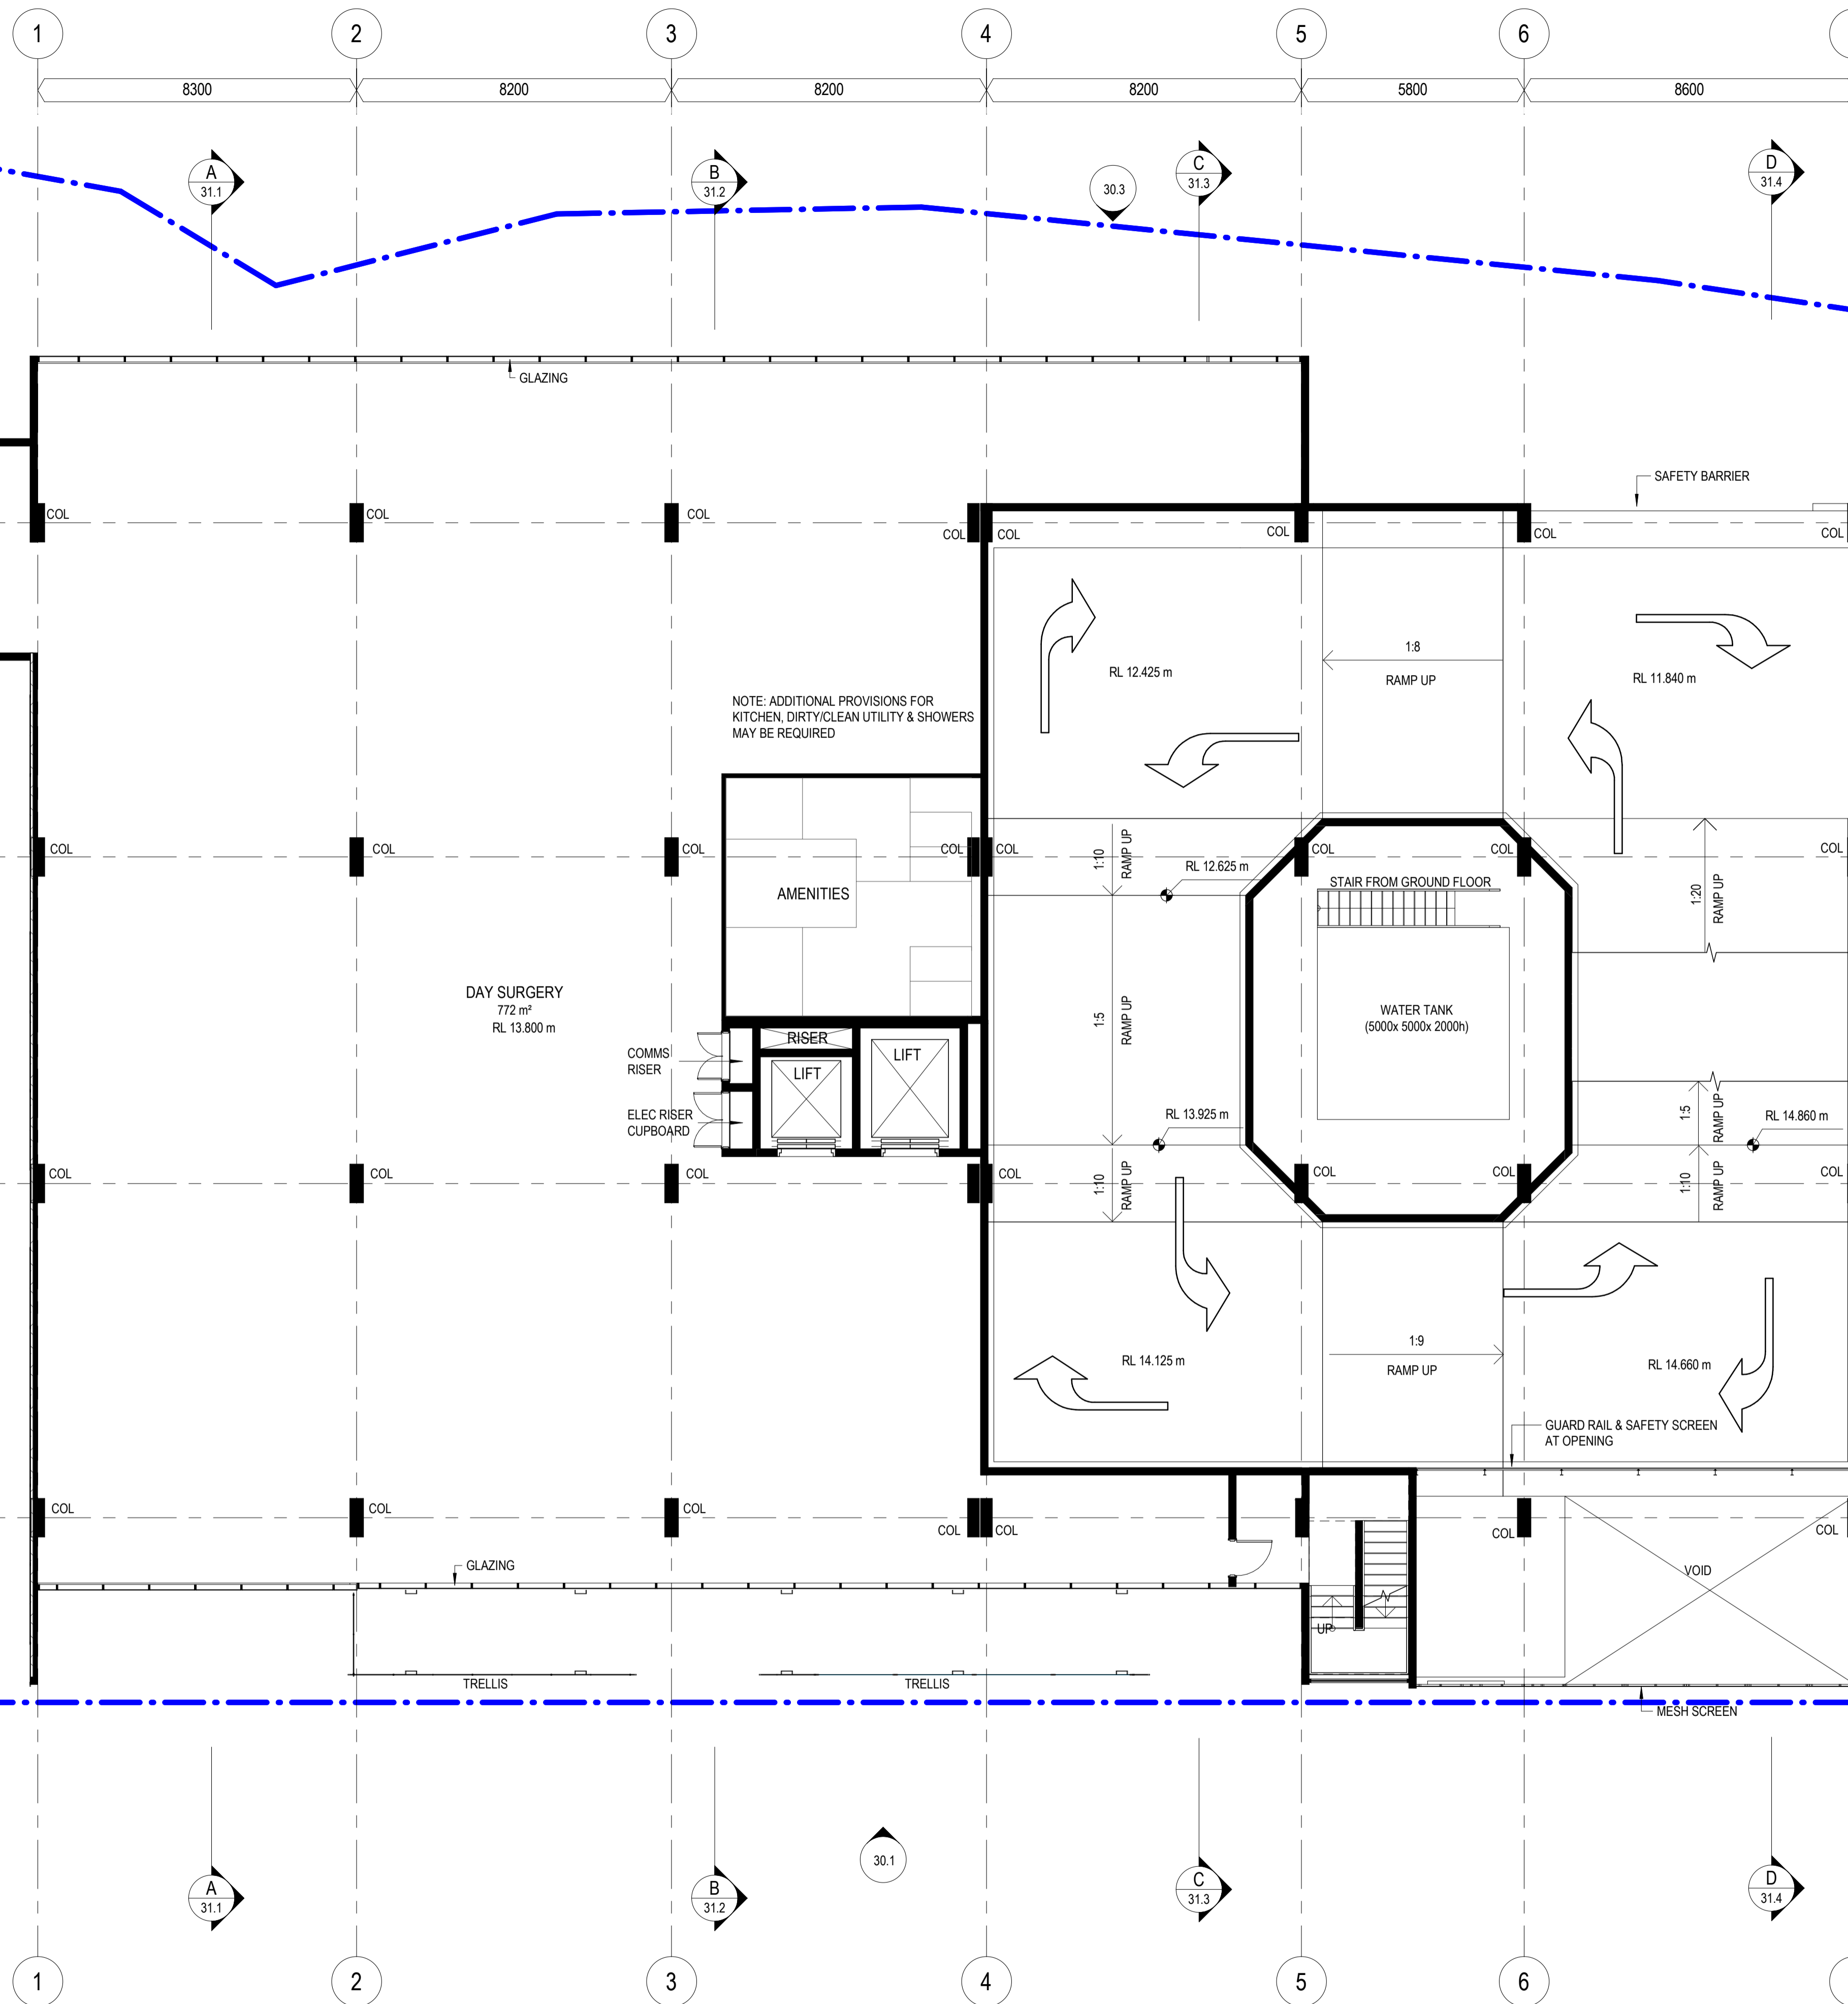 1
2
3
4
5
6
8300
8200
8200
8200
5800
8600
A
31.1
B
31.2
30.3
C
31.3
D
31.4
GLAZING
SAFETY BARRIER
COL
COL
COL
COL
COL
COL
COL
COL
1:8
RAMP UP
RL 12.425 m
RL 11.840 m
NOTE: ADDITIONAL PROVISIONS FOR
KITCHEN, DIRTY/CLEAN UTILITY & SHOWERS
MAY BE REQUIRED
COL
COL
COL
COL
COL
COL
COL
COL
1:10
RAMP UP
RL 12.625 m
STAIR FROM GROUND FLOOR
1:20
RAMP UP
AMENITIES
DAY SURGERY
772 m²
RL 13.800 m
1:5
RAMP UP
WATER TANK
(5000x 5000x 2000h)
RISER
LIFT
LIFT
COMMS
RISER
ELEC RISER
CUPBOARD
RL 13.925 m
1:5
RAMP UP
RL 14.860 m
COL
COL
COL
COL
COL
COL
COL
1:10
RAMP UP
1:10
RAMP UP
1:9
RAMP UP
RL 14.125 m
RL 14.660 m
GUARD RAIL & SAFETY SCREEN
AT OPENING
COL
COL
COL
COL
COL
COL
COL
GLAZING
VOID
UP
TRELLIS
TRELLIS
MESH SCREEN
30.1
A
31.1
B
31.2
C
31.3
D
31.4
1
2
3
4
5
6